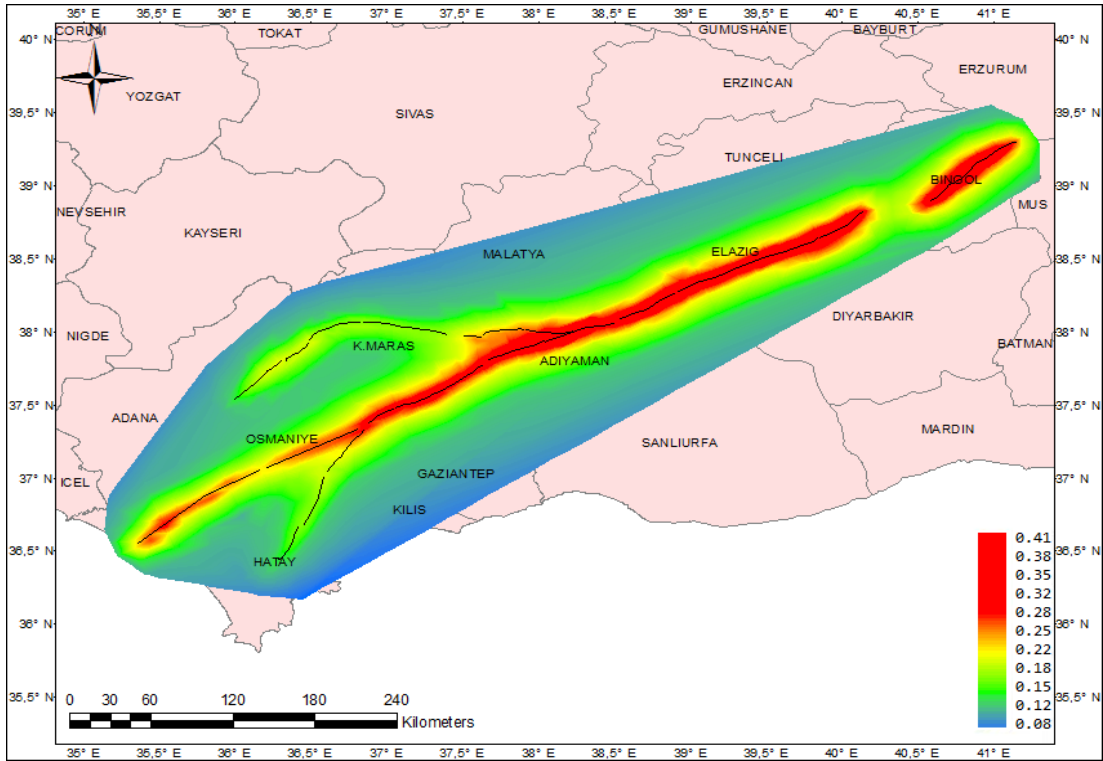 35° E 35,5° E 36° E 36,5° E 37° E 37,5° E 38° E 38,5° E 39° E 39,5° E 40° E 40,5° E 41° E
40° N CORUM N TOKAT GUMUSHANE BAYBURT 40° N
ERZURUM
ERZINCAN
YOZGAT
39,5° N SIVAS 39,5° N
TUNCELI
39° N BINGOL 39° N
NEVSEHIR MUS
KAYSERI
38,5° N MALATYA ELAZIG 38,5° N
DIYARBAKIR
38° N NIGDE 38° N
K.MARAS BATMAN
ADIYAMAN
37,5° N ADANA 37,5° N
OSMANIYE SANLIURFA MARDIN
37° N ICEL GAZIANTEP 37° N
KILIS
36,5° N HATAY 36,5° N
0.41
0.38
0.35
0.32
0.28
36° N 36° N
0.25
0.22
0.18
35,5° N 0.15 35,5° N
0.12
0.08
0 30 60 120 180 240
Kilometers
35° E 35,5° E 36° E 36,5° E 37° E 37,5° E 38° E 38,5° E 39° E 39,5° E 40° E 40,5° E 41° E